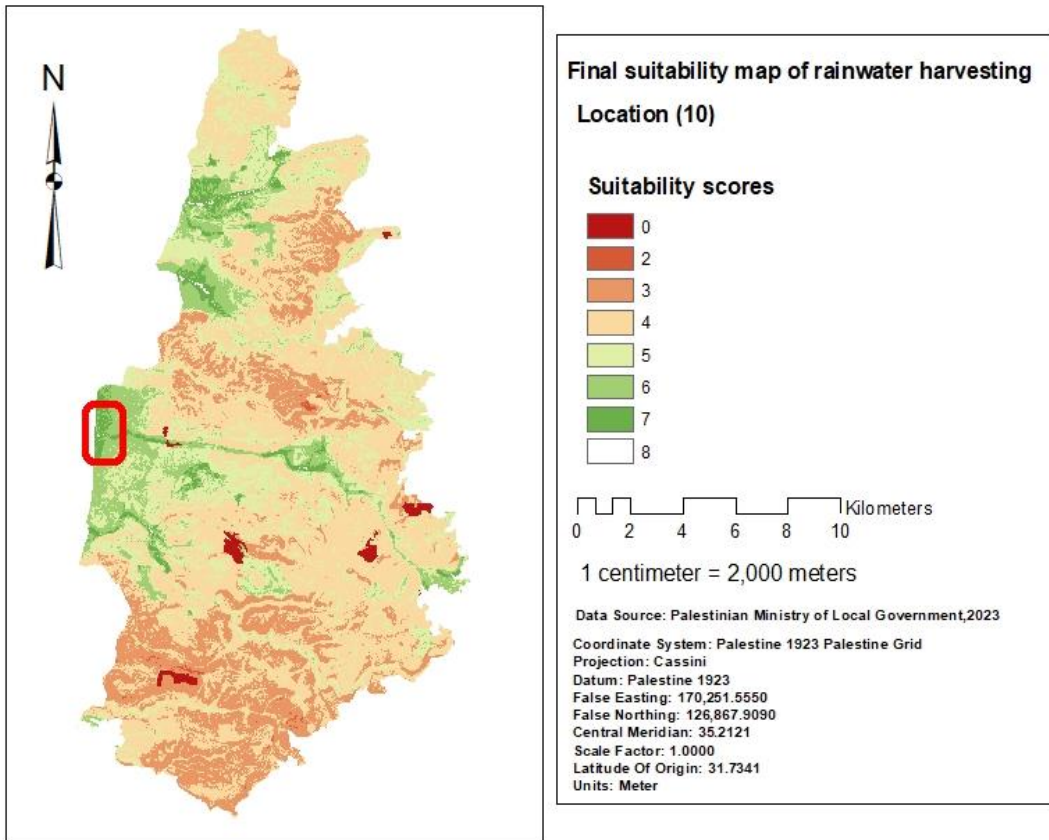 N
Final suitability map of rainwater harvesting
Location (10)
Suitability scores
0
2
3
4
5
6
7
8
Kilometers
0 2 4 6 8 10
1 centimeter = 2,000 meters
Data Source: Palestinian Ministry of Local Government,2023
Coordinate System: Palestine 1923 Palestine Grid
Projection: Cassini
Datum: Palestine 1923
False Easting: 170,251.5550
False Northing: 126,867.9090
Central Meridian: 35.2121
Scale Factor: 1.0000
Latitude Of Origin: 31.7341
Units: Meter